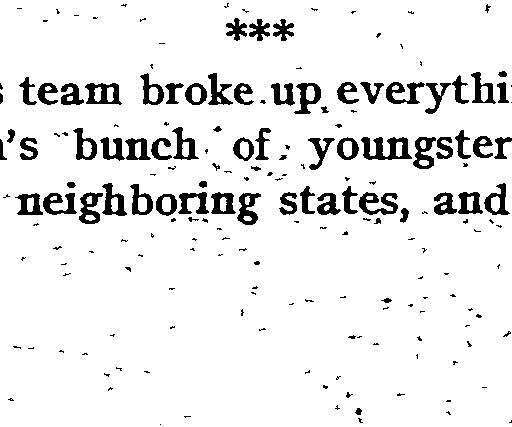 ***
s team broke up everythi
's bunch of youngster
neighboring states, and